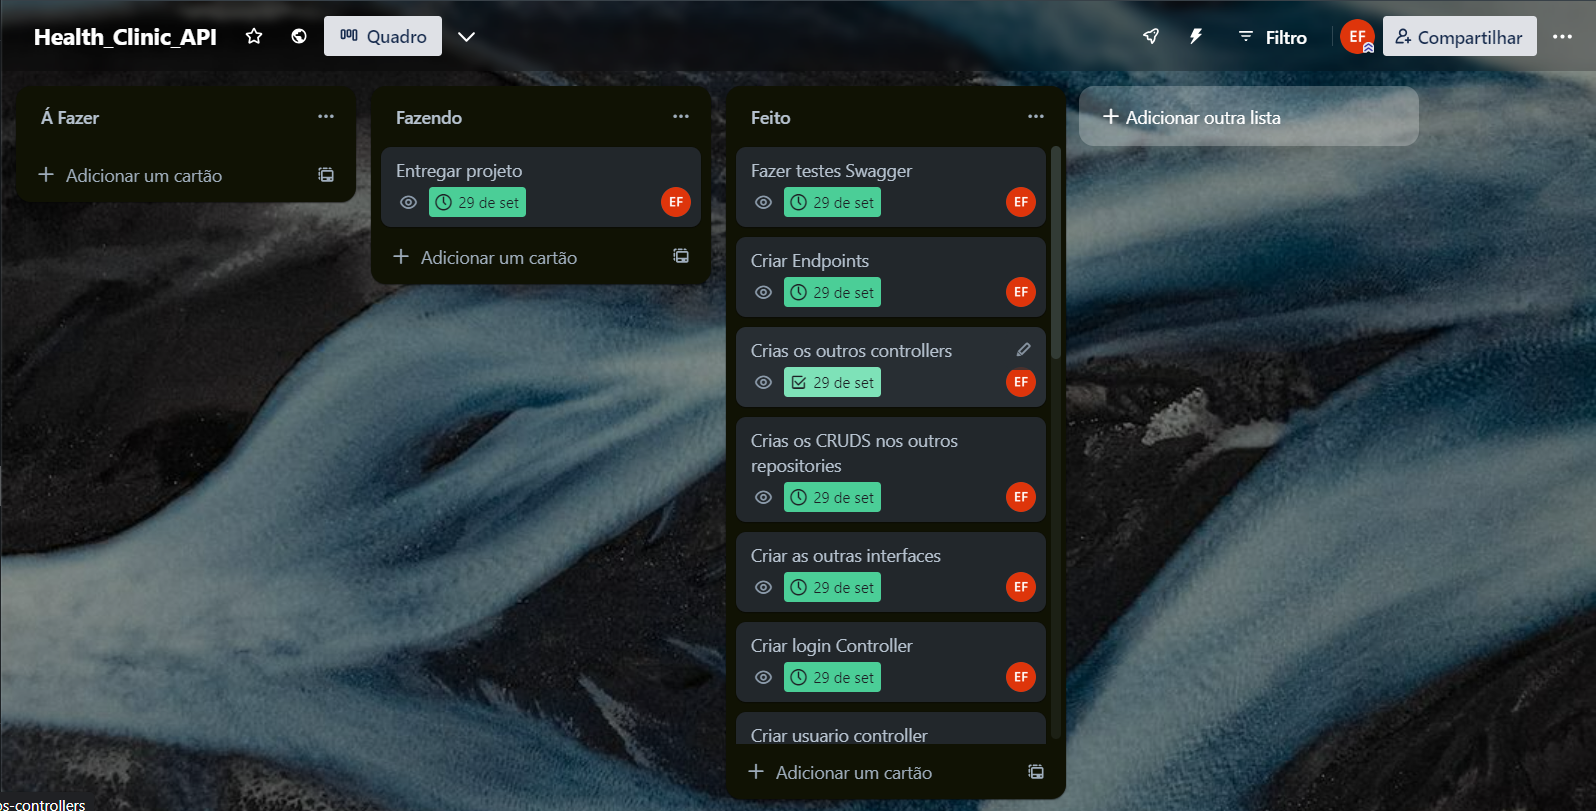 Health_Clinic_API
Quadro
Filtro
EF
Compartilhar
Á Fazer
Adicionar um cartão
Fazendo
Entregar projeto
29 de set
EF
Adicionar um cartão
Feito
Fazer testes Swagger
29 de set
EF
Criar Endpoints
29 de set
EF
Crias os outros controllers
29 de set
EF
Crias os CRUDS nos outros
repositories
29 de set
EF
Criar as outras interfaces
29 de set
EF
Criar login Controller
29 de set
EF
Criar usuario controller
Adicionar um cartão
Adicionar outra lista
os-controllers